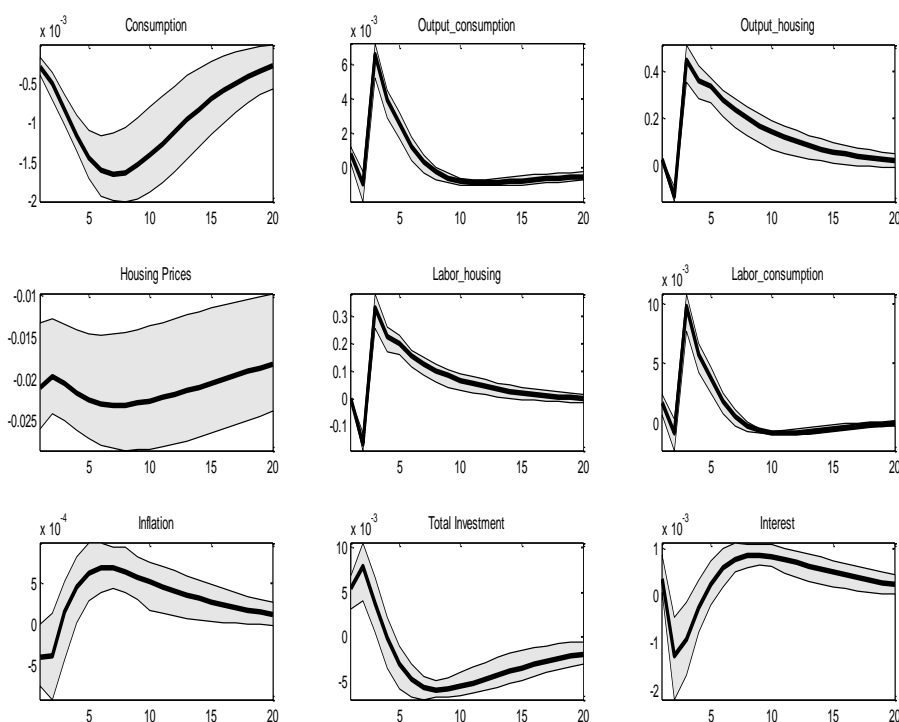 Consumption
x 10^-3
-0.5
-1
-1.5
-2
5 10 15 20
Output_consumption
x 10^-3
6
4
2
0
5 10 15 20
Output_housing
0.4
0.2
0
5 10 15 20
Housing Prices
-0.01
-0.015
-0.02
-0.025
5 10 15 20
Labor_housing
0.3
0.2
0.1
0
-0.1
5 10 15 20
Labor_consumption
x 10^-3
10
5
0
5 10 15 20
Inflation
x 10^-4
5
0
-5
5 10 15 20
Total Investment
x 10^-3
10
5
0
-5
5 10 15 20
Interest
x 10^-3
1
0
-1
-2
5 10 15 20